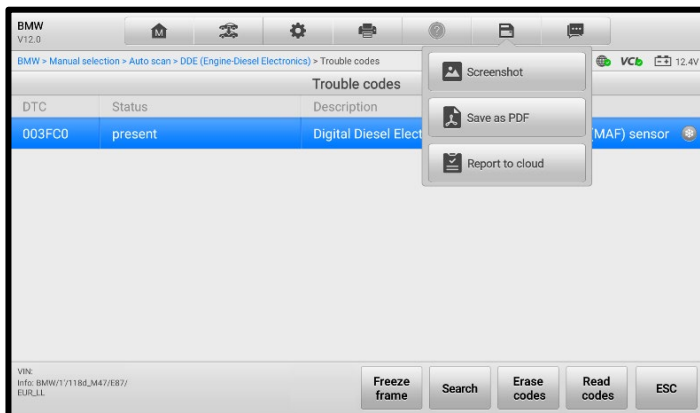 BMW
V12.0
M
BMW > Manual selection > Auto scan > DDE (Engine-Diesel Electronics) > Trouble codes
VCb
12.4V
Screenshot
Save as PDF
Report to cloud
Trouble codes
DTC Status Description
003FC0 present Digital Diesel Elect (MAF) sensor
VIN:
Info: BMW/1'/118d_M47/E87/
EUR_LL
Freeze
frame
Search
Erase
codes
Read
codes
ESC